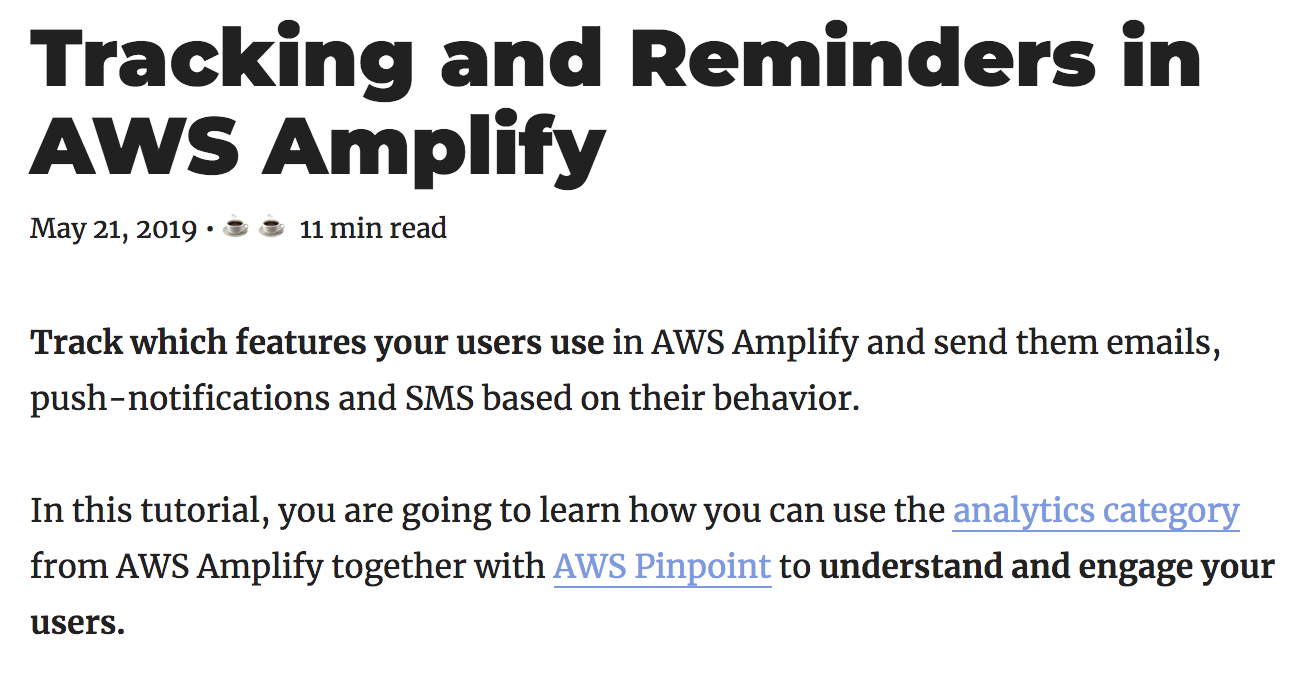 Tracking and Reminders in
AWS Amplify
May 21, 2019 • ☕ ☕ 11 min read
Track which features your users use in AWS Amplify and send them emails,
push-notifications and SMS based on their behavior.
In this tutorial, you are going to learn how you can use the analytics category
from AWS Amplify together with AWS Pinpoint to understand and engage your
users.